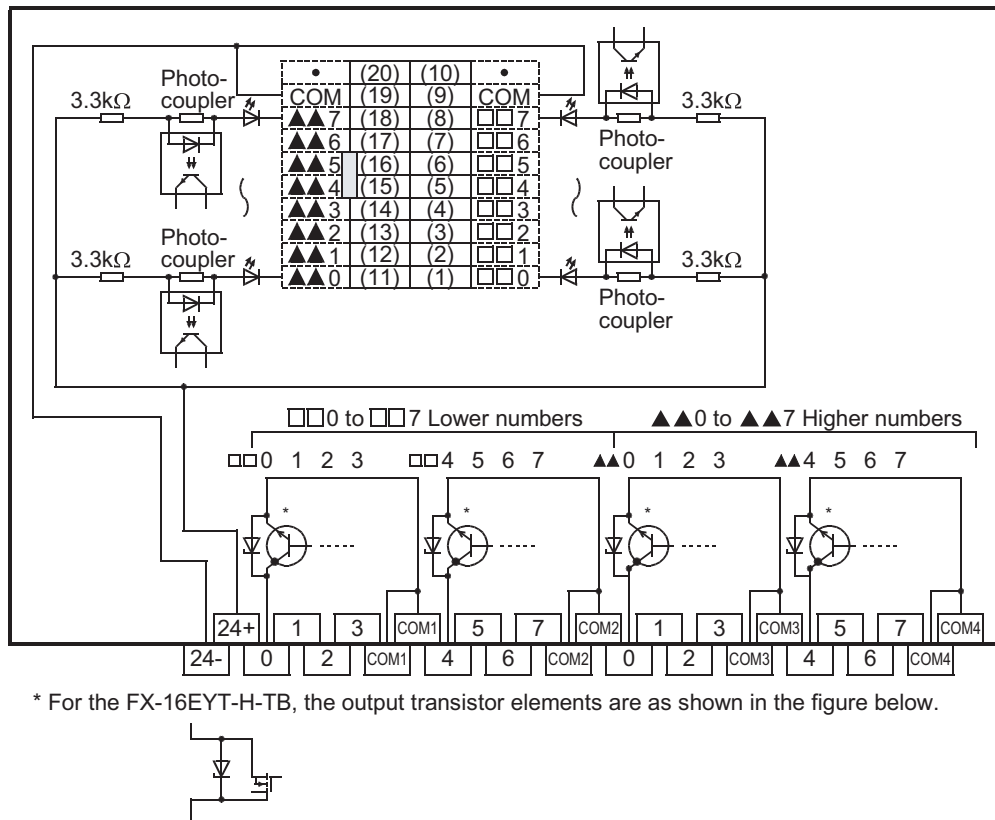 Photo-
coupler
3.3kΩ
• (20) (10) •
COM (19) (9) COM
▲▲7 (18) (8) □□7
▲▲6 (17) (7) □□6
▲▲5 (16) (6) □□5
▲▲4 (15) (5) □□4
▲▲3 (14) (4) □□3
▲▲2 (13) (3) □□2
▲▲1 (12) (2) □□1
▲▲0 (11) (1) □□0
3.3kΩ
Photo-
coupler
Photo-
coupler
3.3kΩ
3.3kΩ
Photo-
coupler
□□0 to □□7 Lower numbers ▲▲0 to ▲▲7 Higher numbers
□□0 1 2 3 □□4 5 6 7 ▲▲0 1 2 3 ▲▲4 5 6 7
* * * *
24+ 1 3 COM1 5 7 COM2 1 3 COM3 5 7 COM4
24- 0 2 COM1 4 6 COM2 0 2 COM3 4 6 COM4
* For the FX-16EYT-H-TB, the output transistor elements are as shown in the figure below.